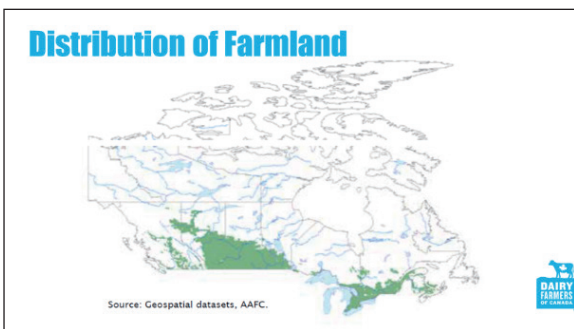 Distribution of Farmland
Source: Geospatial datasets, AAFC.
DAIRY
FARMERS
OF CANADA